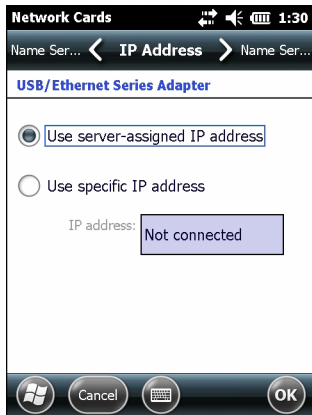 Network Cards 1:30
Name Ser... IP Address Name Ser...
USB/Ethernet Series Adapter
Use server-assigned IP address
Use specific IP address
IP address: Not connected
Cancel OK